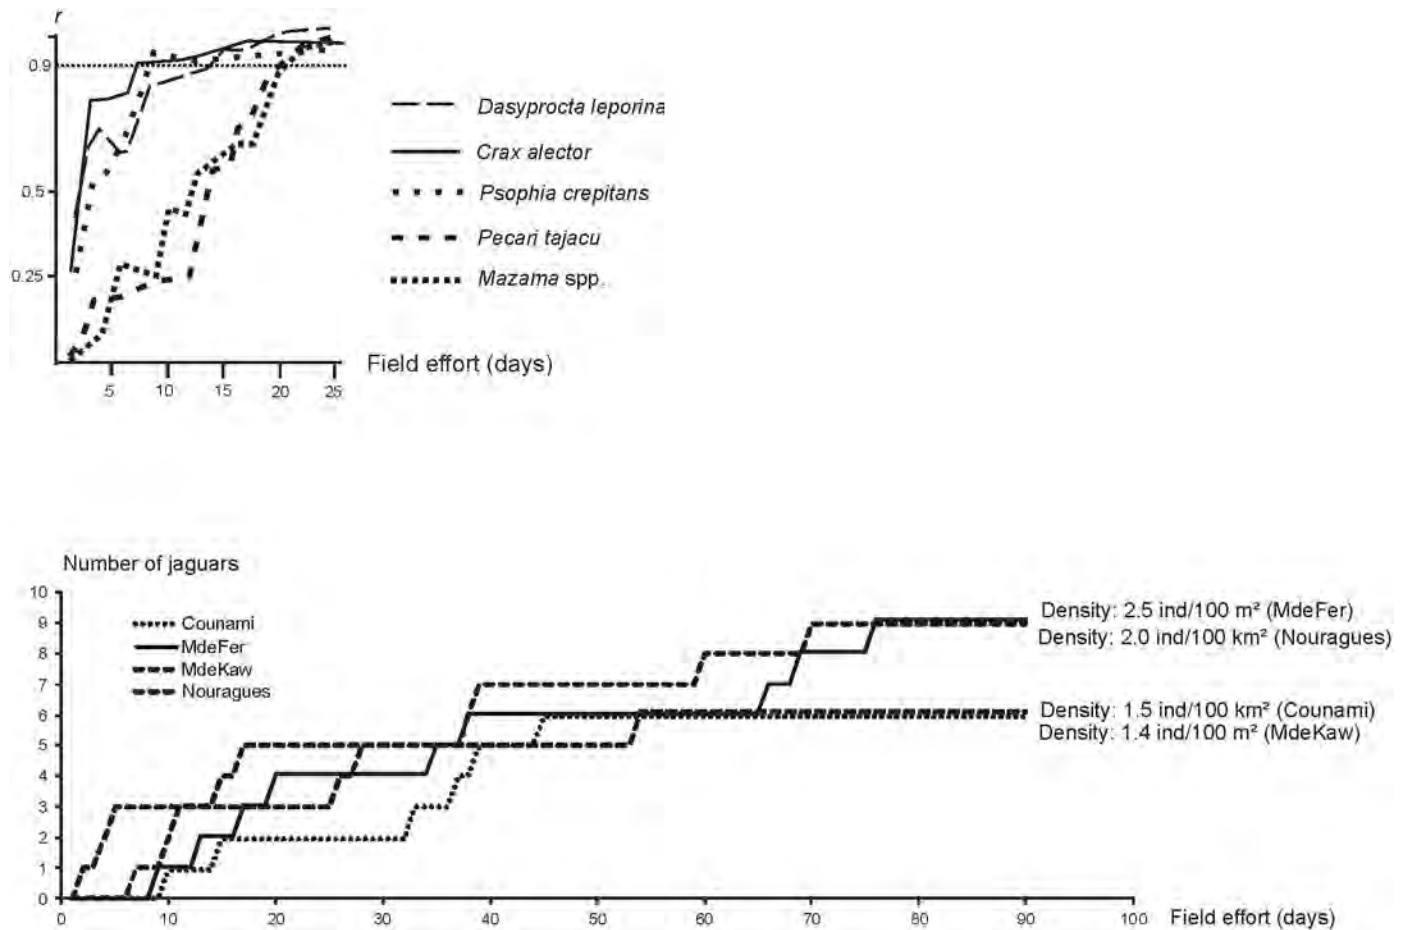 r
0.9
0.5
0.25
5 10 15 20 25
Field effort (days)
Dasyprocta leporina
Crax alector
Psophia crepitans
Pecari tajacu
Mazama spp.
Number of jaguars
10
9
8
7
6
5
4
3
2
1
0
Counami
MdeFer
MdeKaw
Nouragues
Density: 2.5 ind/100 m² (MdeFer)
Density: 2.0 ind/100 km² (Nouragues)
Density: 1.5 ind/100 km² (Counami)
Density: 1.4 ind/100 m² (MdeKaw)
0 10 20 30 40 50 60 70 80 90 100
Field effort (days)